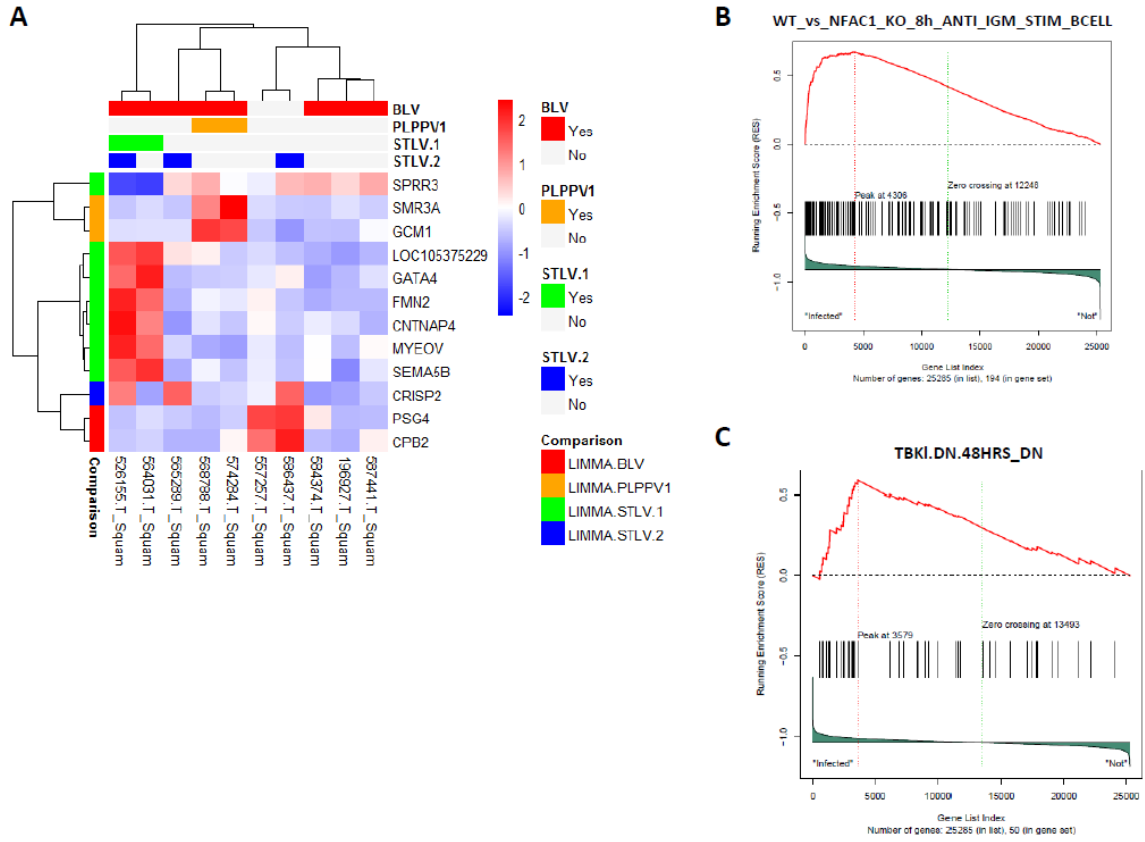 A
BLV
PLPPV1
STLV.1
STLV.2
SPRR3
SMR3A
GCM1
LOC105375229
GATA4
FMN2
CNTNAP4
MYEOV
SEMA5B
CRISP2
PSG4
CPB2
Comparison
526155.T_Squam
564031.T_Squam
565289.T_Squam
568798.T_Squam
574284.T_Squam
557257.T_Squam
586437.T_Squam
584374.T_Squam
196927.T_Squam
587441.T_Squam
2
1
0
-1
-2
BLV
Yes
No
PLPPV1
Yes
No
STLV.1
Yes
No
STLV.2
Yes
No
Comparison
LIMMA.BLV
LIMMA.PLPPV1
LIMMA.STLV.1
LIMMA.STLV.2
B
WT_vs_NFAC1_KO_8h_ANTI_IGM_STIM_BCELL
Running Enrichment Score (RES)
0.5
0.0
-0.5
-1.0
Peak at 4306
Zero crossing at 12248
"Infected"
"Not"
0 5000 10000 15000 20000 25000
Gene List Index
Number of genes: 25285 (in list), 194 (in gene set)
C
TBKI.DN.48HRS_DN
Running Enrichment Score (RES)
0.5
0.0
-0.5
-1.0
Peak at 3579
Zero crossing at 13493
"Infected"
"Not"
0 5000 10000 15000 20000 25000
Gene List Index
Number of genes: 25285 (in list), 50 (in gene set)